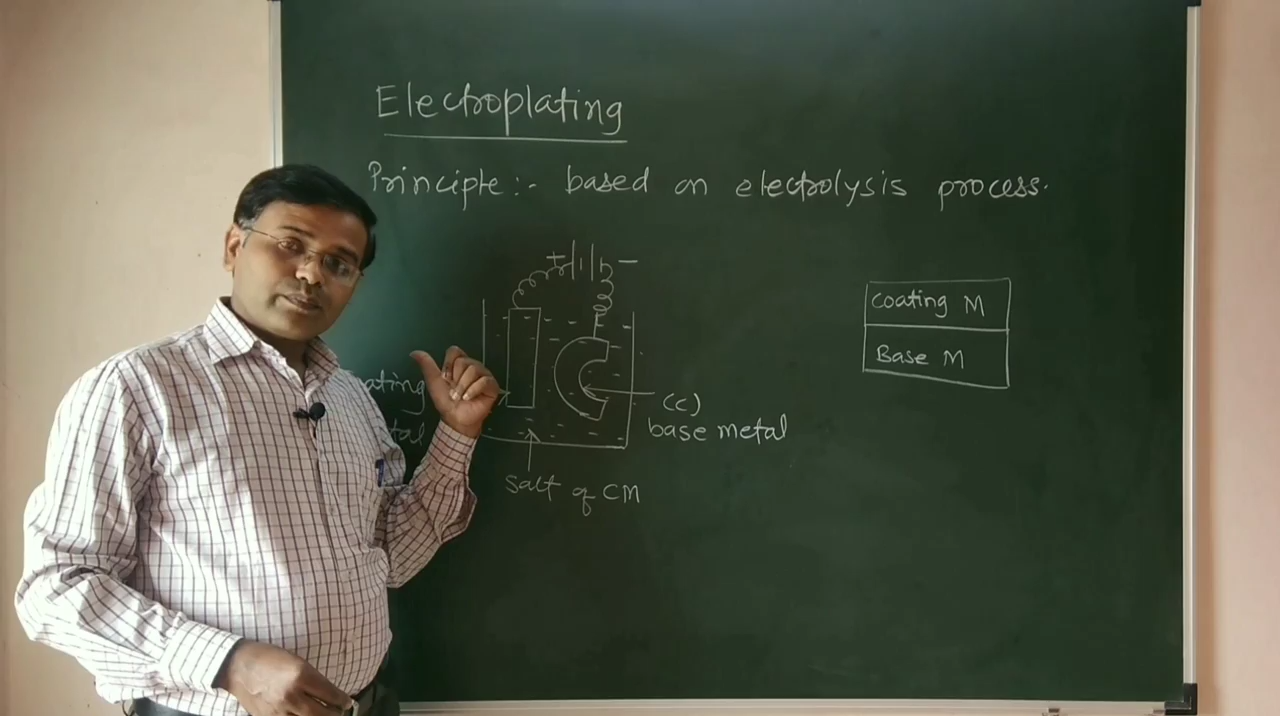 Electroplating
Principle:- based on electrolysis process.
+ -
Coating M
Base M
(C)
base metal
salt of CM